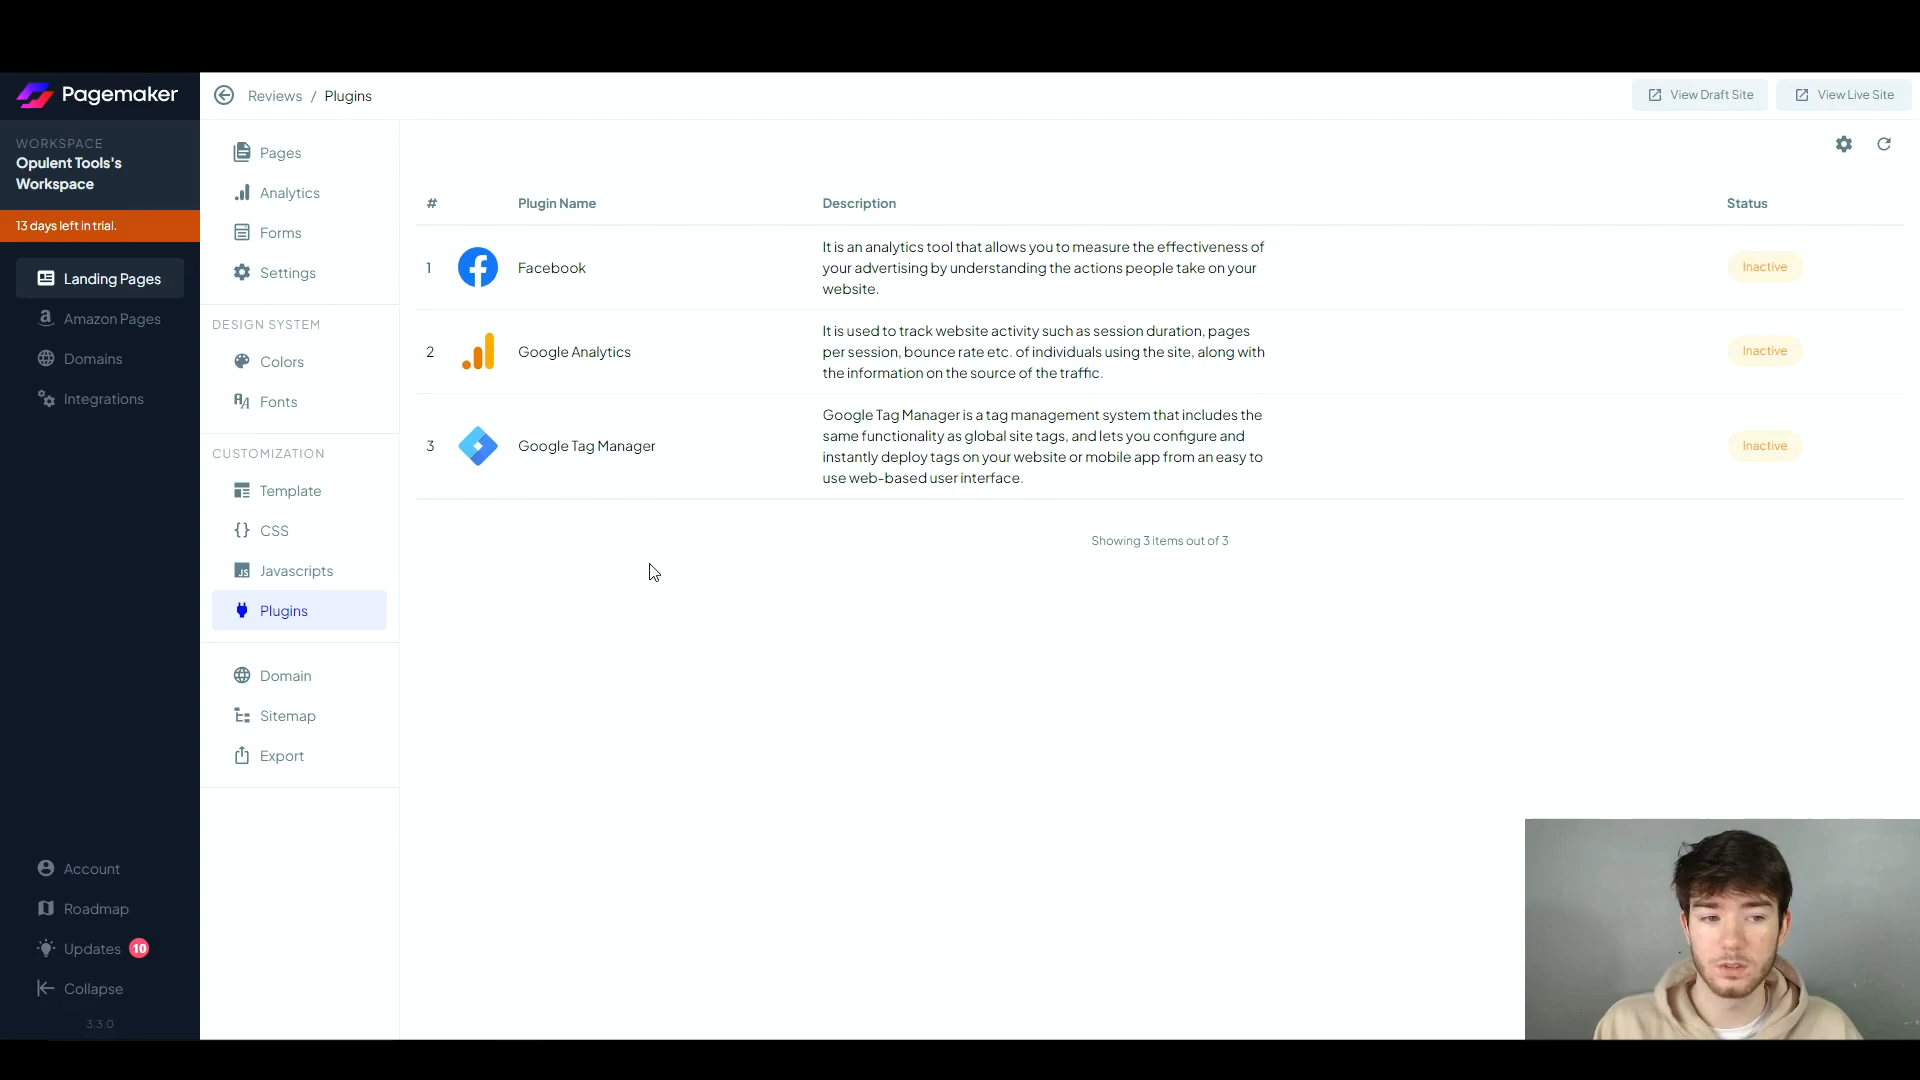 Pagemaker
WORKSPACE
Opulent Tools's
Workspace
13 days left in trial.
Landing Pages
Amazon Pages
Domains
Integrations
Account
Roadmap
Updates 10
Collapse
3.3.0
Reviews / Plugins
View Draft Site
View Live Site
Pages
Analytics
Forms
Settings
DESIGN SYSTEM
Colors
Fonts
CUSTOMIZATION
Template
CSS
Javascripts
Plugins
Domain
Sitemap
Export
# Plugin Name Description Status
1 Facebook
It is an analytics tool that allows you to measure the effectiveness of
your advertising by understanding the actions people take on your
website.
Inactive
2 Google Analytics
It is used to track website activity such as session duration, pages
per session, bounce rate etc. of individuals using the site, along with
the information on the source of the traffic.
Inactive
3 Google Tag Manager
Google Tag Manager is a tag management system that includes the
same functionality as global site tags, and lets you configure and
instantly deploy tags on your website or mobile app from an easy to
use web-based user interface.
Inactive
Showing 3 items out of 3